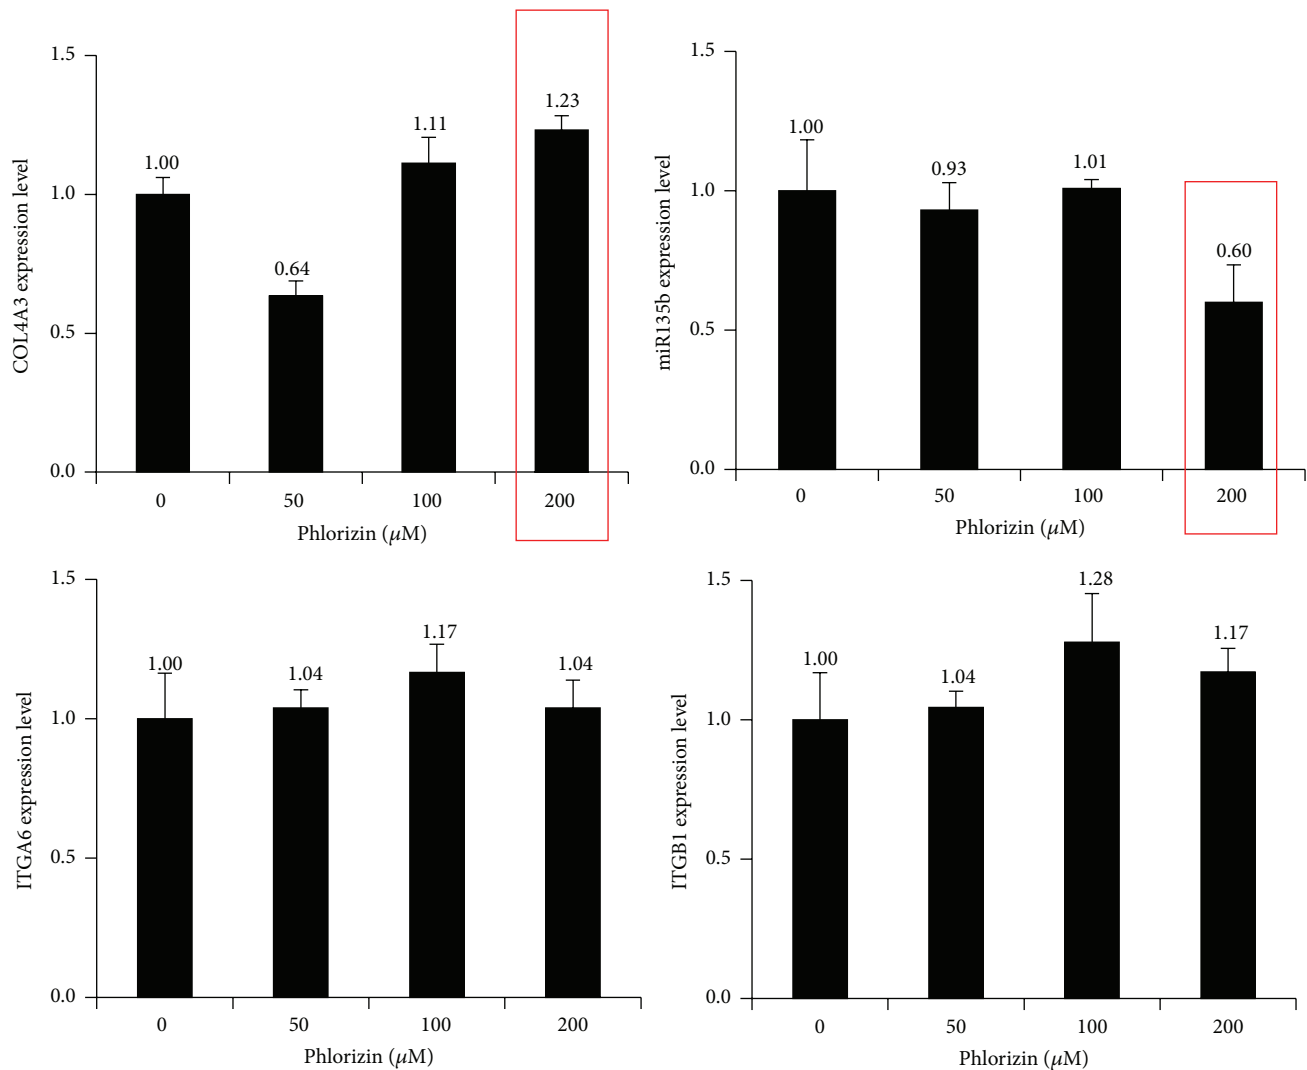 COL4A3 expression level
1.5
1.0
0.5
0.0
1.00
0.64
1.11
1.23
0 50 100 200
Phlorizin (μM)
miR135b expression level
1.5
1.0
0.5
0.0
1.00
0.93
1.01
0.60
0 50 100 200
Phlorizin (μM)
ITGA6 expression level
1.5
1.0
0.5
0.0
1.00
1.04
1.17
1.04
0 50 100 200
Phlorizin (μM)
ITGB1 expression level
1.5
1.0
0.5
0.0
1.00
1.04
1.28
1.17
0 50 100 200
Phlorizin (μM)